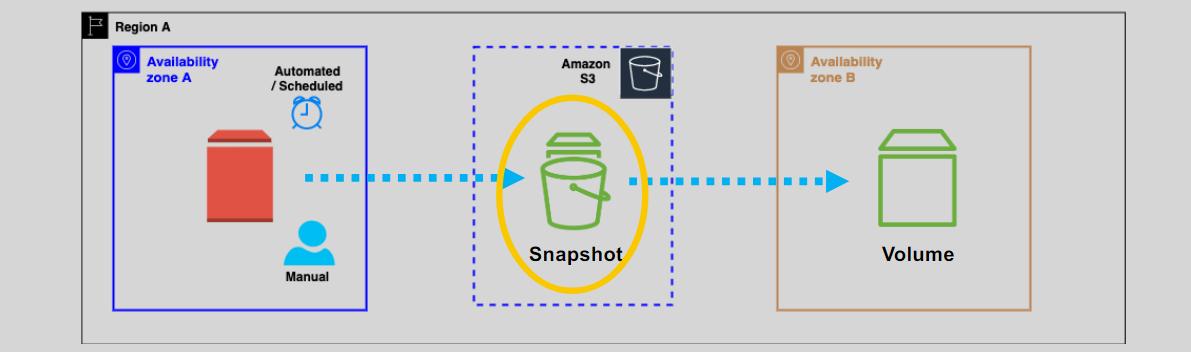 Region A
Availability
zone A
Automated
/ Scheduled
Manual
Amazon
S3
Snapshot
Availability
zone B
Volume